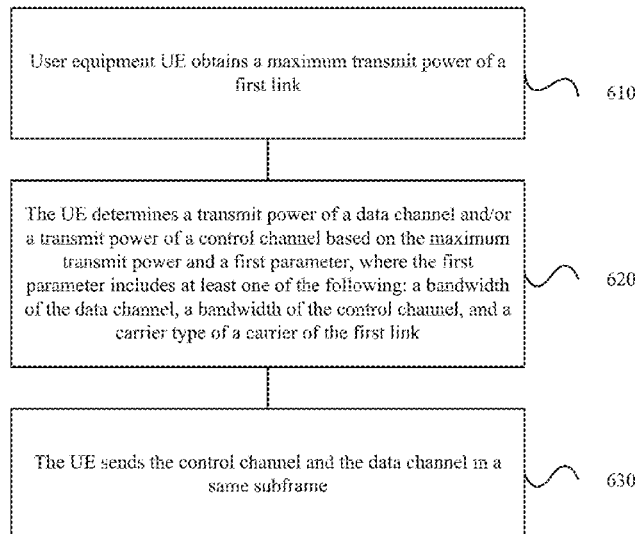 User equipment UE obtains a maximum transmit power of a
first link
610
The UE determines a transmit power of a data channel and/or
a transmit power of a control channel based on the maximum
transmit power and a first parameter, where the first
parameter includes at least one of the following: a bandwidth
of the data channel, a bandwidth of the control channel, and a
carrier type of a carrier of the first link
620
The UE sends the control channel and the data channel in a
same subframe
630